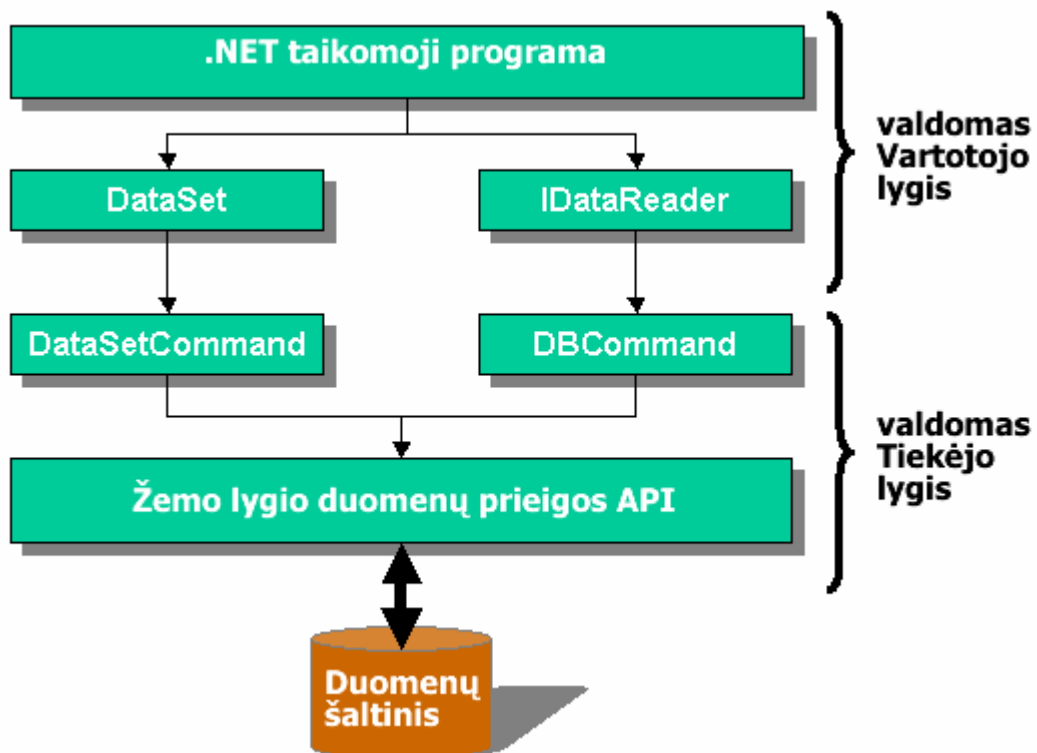 .NET taikomoji programa
valdomas
Vartotojo
lygis
DataSet
IDataReader
DataSetCommand
DBCommand
valdomas
Tiekėjo
lygis
Žemo lygio duomenų prieigos API
Duomenų
šaltinis